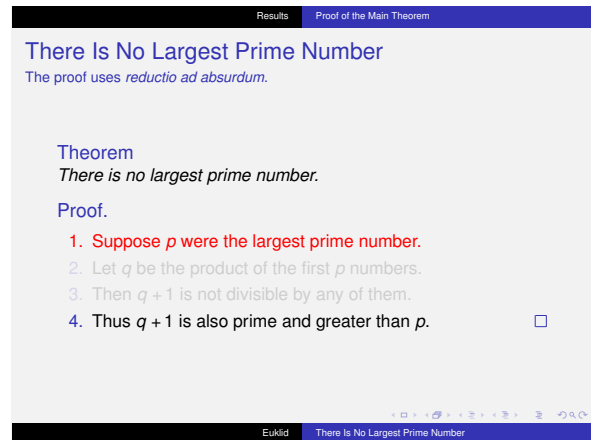 Results Proof of the Main Theorem
There Is No Largest Prime Number
The proof uses reductio ad absurdum.
Theorem
There is no largest prime number.
Proof.
1. Suppose p were the largest prime number.
2. Let q be the product of the first p numbers.
3. Then q + 1 is not divisible by any of them.
4. Thus q + 1 is also prime and greater than p.
Euklid There Is No Largest Prime Number